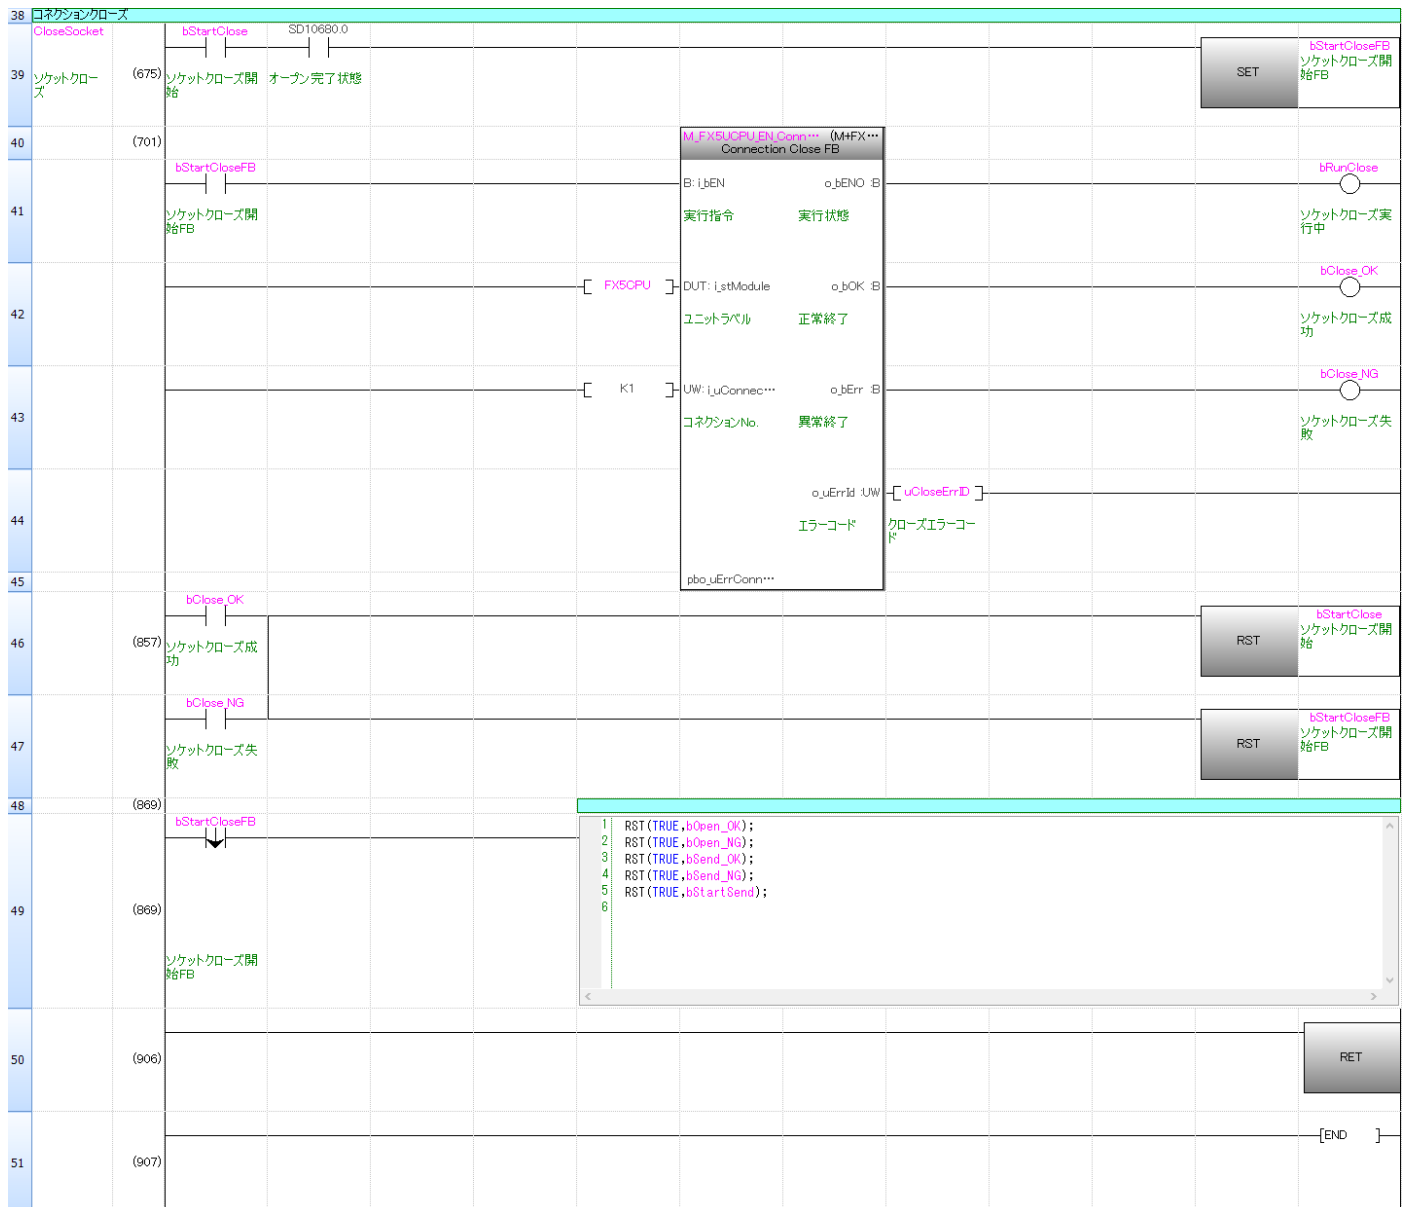 38 コネクションクローズ
CloseSocket bStartClose SD10680.0
39 ソケットクローズ (675) ソケットクローズ開始 オープン完了状態 SET bStartCloseFB ソケットクローズ開始FB
40 (701) M_FX5UCPU_EN_Conn… (M+FX…
Connection Close FB
bStartCloseFB bRunClose
B: i_bEN o_bENO :B
41 ソケットクローズ開始FB 実行指令 実行状態 ソケットクローズ実行中
bClose_OK
FX5CPU DUT: i_stModule o_bOK :B
42 ユニットラベル 正常終了 ソケットクローズ成功
bClose_NG
K1 UW: i_uConnec… o_bErr :B
43 コネクションNo. 異常終了 ソケットクローズ失敗
o_uErrId :UW uCloseErrID
44 エラーコード クローズエラーコード
45 pbo_uErrConn…
bClose_OK
46 (857) ソケットクローズ成功 RST bStartClose ソケットクローズ開始
bClose_NG
47 ソケットクローズ失敗 RST bStartCloseFB ソケットクローズ開始FB
48 (869)
bStartCloseFB
1 RST(TRUE,bOpen_OK);
2 RST(TRUE,bOpen_NG);
3 RST(TRUE,bSend_OK);
4 RST(TRUE,bSend_NG);
5 RST(TRUE,bStartSend);
6
49 (869)
ソケットクローズ開始FB
50 (906) RET
END
51 (907)